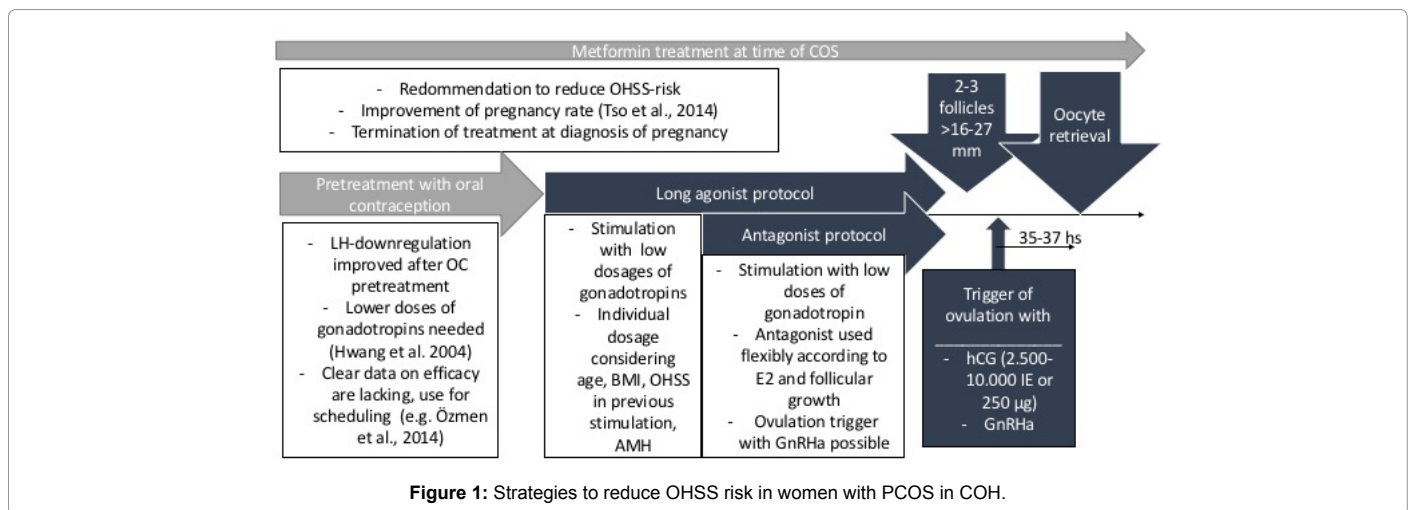 Metformin treatment at time of COS
- Redommendation to reduce OHSS-risk
- Improvement of pregnancy rate (Tso et al., 2014)
- Termination of treatment at diagnosis of pregnancy
2-3
follicles
>16-27
mm
Oocyte
retrieval
Pretreatment with oral
contraception
Long agonist protocol
Antagonist protocol
35-37 hs
- LH-downregulation
improved after OC
pretreatment
- Lower doses of
gonadotropins needed
(Hwang et al. 2004)
- Clear data on efficacy
are lacking, use for
scheduling (e.g. Özmen
et al., 2014)
- Stimulation
with low
dosages of
gonadotropins
- Individual
dosage
considering
age, BMI, OHSS
in previous
stimulation,
AMH
- Stimulation with low
doses of
gonadotropin
- Antagonist used
flexibly according to
E2 and follicular
growth
- Ovulation trigger
with GnRHa possible
Trigger of
ovulation with
- hCG (2.500-
10.000 IE or
250 µg)
- GnRHa
Figure 1: Strategies to reduce OHSS risk in women with PCOS in COH.